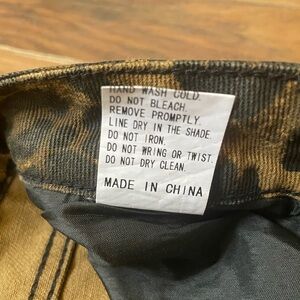 HAND WASH COLD.
DO NOT BLEACH.
REMOVE PROMPTLY.
LINE DRY IN THE SHADE.
DO NOT IRON.
DO NOT WRING OR TWIST.
DO NOT DRY CLEAN.
MADE IN CHINA